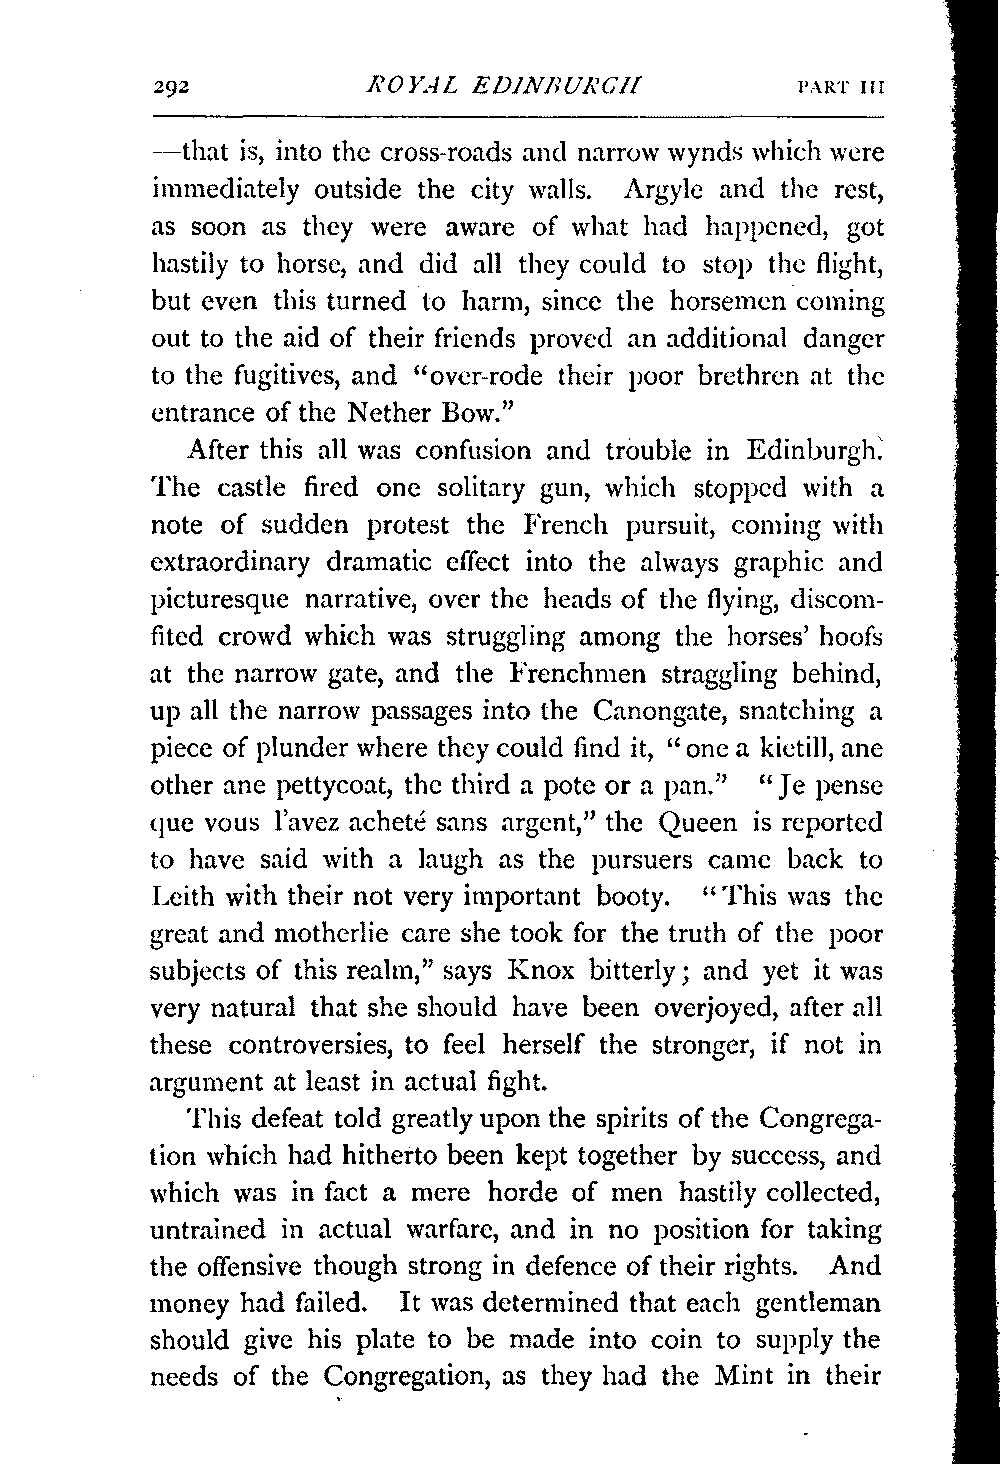 292 ROYAL EDINBURGH PART III
—that is, into the cross-roads and narrow wynds which were
immediately outside the city walls. Argyle and the rest,
as soon as they were aware of what had happened, got
hastily to horse, and did all they could to stop the flight,
but even this turned to harm, since the horsemen coming
out to the aid of their friends proved an additional danger
to the fugitives, and “over-rode their poor brethren at the
entrance of the Nether Bow.”
After this all was confusion and trouble in Edinburgh.
The castle fired one solitary gun, which stopped with a
note of sudden protest the French pursuit, coming with
extraordinary dramatic effect into the always graphic and
picturesque narrative, over the heads of the flying, discom-
fited crowd which was struggling among the horses’ hoofs
at the narrow gate, and the Frenchmen straggling behind,
up all the narrow passages into the Canongate, snatching a
piece of plunder where they could find it, “one a kietill, ane
other ane pettycoat, the third a pote or a pan.” “Je pense
que vous l’avez acheté sans argent,” the Queen is reported
to have said with a laugh as the pursuers came back to
Leith with their not very important booty. “This was the
great and motherlie care she took for the truth of the poor
subjects of this realm,” says Knox bitterly; and yet it was
very natural that she should have been overjoyed, after all
these controversies, to feel herself the stronger, if not in
argument at least in actual fight.
This defeat told greatly upon the spirits of the Congrega-
tion which had hitherto been kept together by success, and
which was in fact a mere horde of men hastily collected,
untrained in actual warfare, and in no position for taking
the offensive though strong in defence of their rights. And
money had failed. It was determined that each gentleman
should give his plate to be made into coin to supply the
needs of the Congregation, as they had the Mint in their